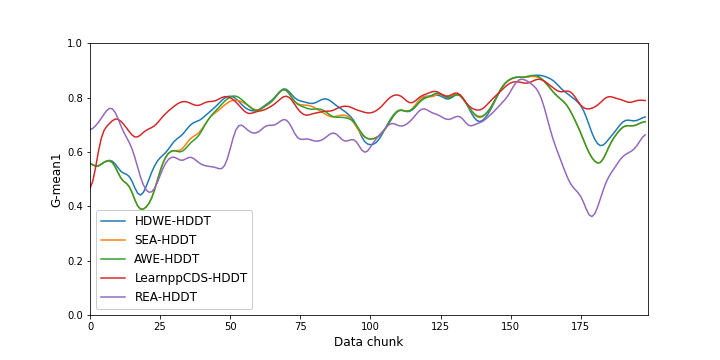 1.0
0.8
0.6
0.4
0.2
0.0
G-mean1
HDWE-HDDT
SEA-HDDT
AWE-HDDT
LearnppCDS-HDDT
REA-HDDT
0 25 50 75 100 125 150 175
Data chunk